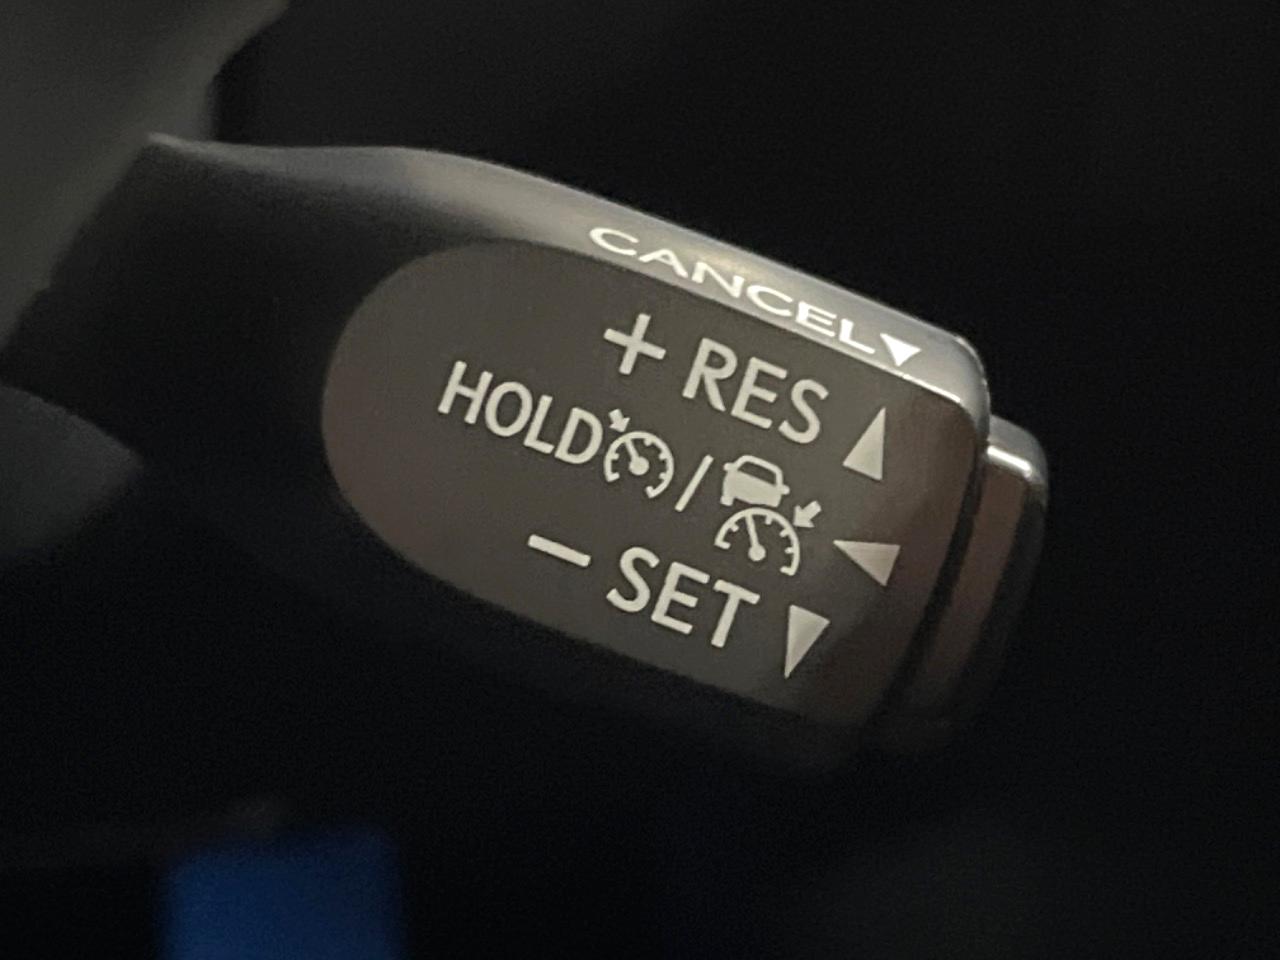 CANCEL▼
+ RES ▲
HOLD / ◀
− SET ▼